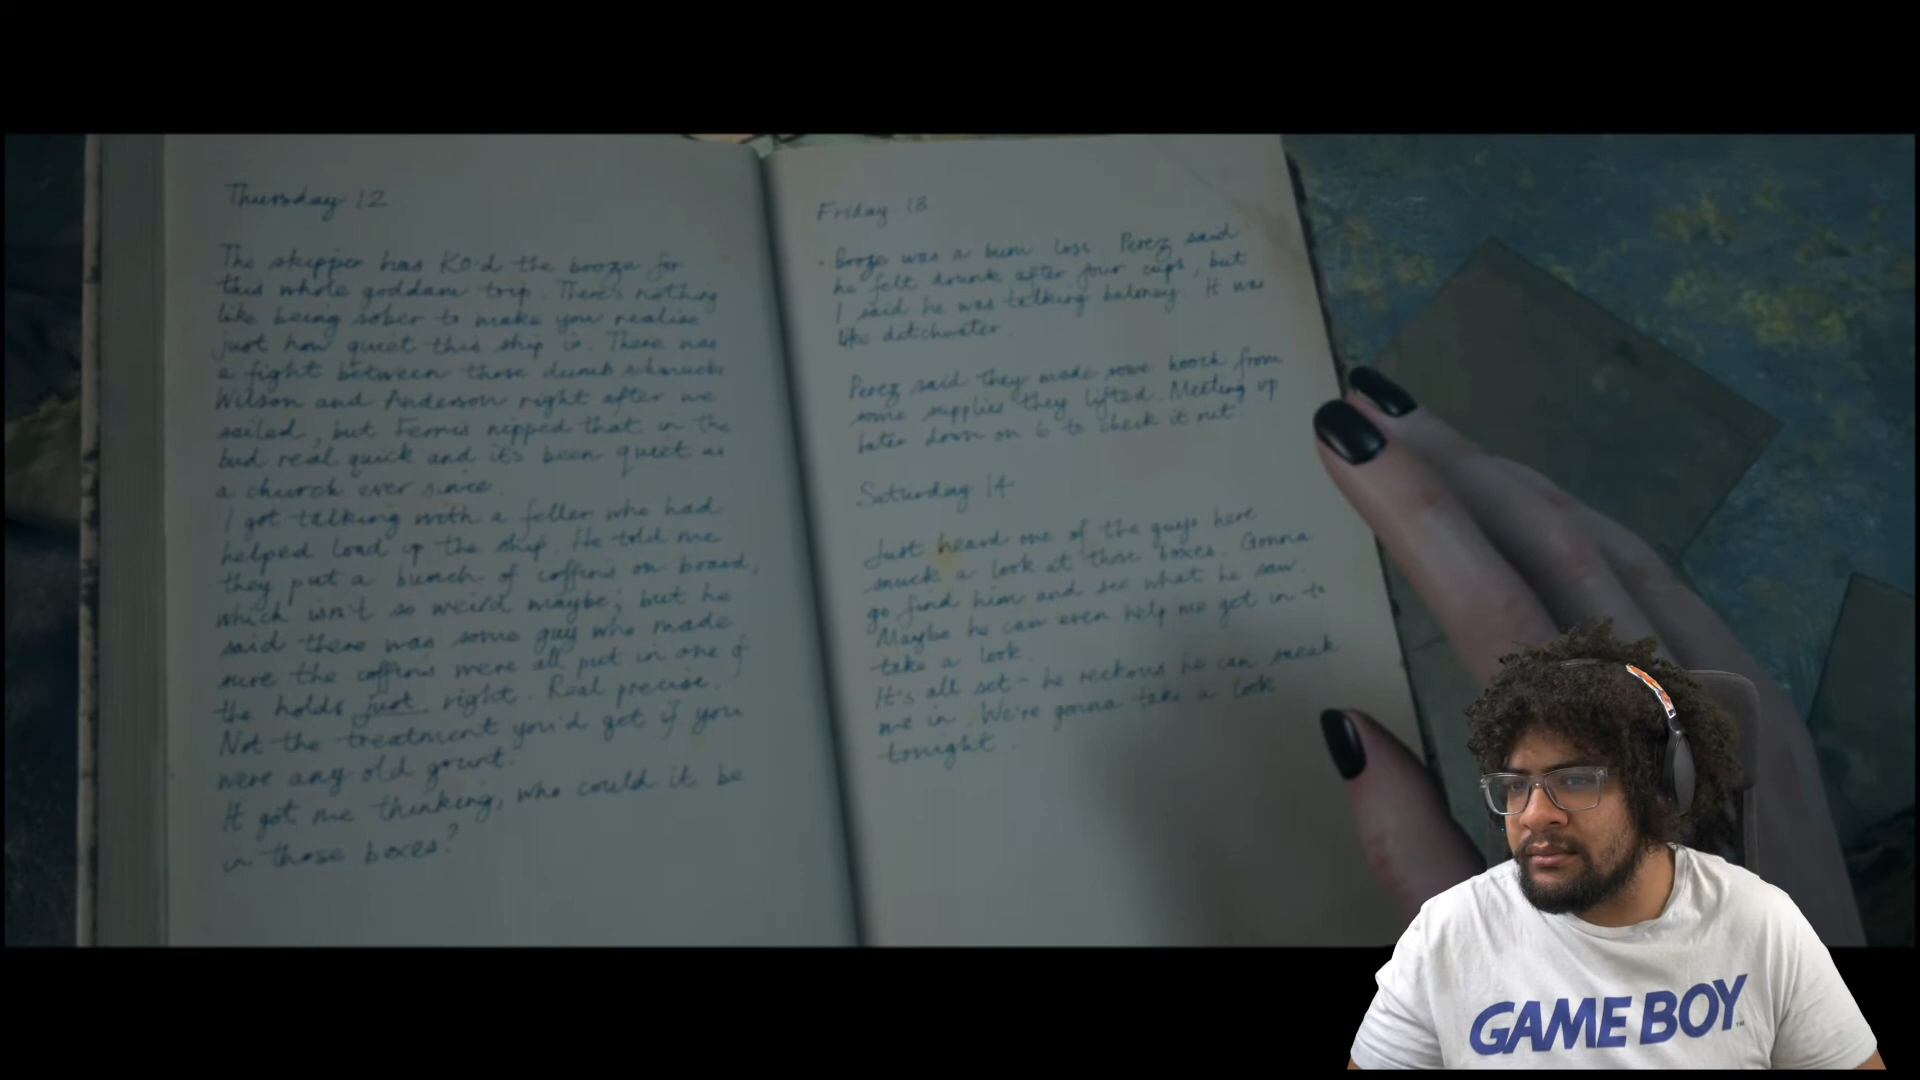 Thursday 12
The skipper has KO'd the booze for
this whole goddam trip. There's nothing
like being sober to make you realise
just how quiet this ship is. There was
a fight between those dumb schmucks
Wilson and Anderson right after we
sailed, but Ferris nipped that in the
bud real quick and it's been quiet as
a church ever since.
I got talking with a feller who had
helped load up the ship. He told me
they put a bunch of coffins on board,
which isn't so weird maybe; but he
said there was some guy who made
sure the coffins were all put in one of
the holds just right. Real precise.
Not the treatment you'd get if you
were any old grunt.
It got me thinking, who could it be
in those boxes?
Friday 13
Booze was a bum loss. Perez said
he felt drunk after four cups, but
I said he was talking baloney. It was
like ditchwater.
Perez said they made some hooch from
some supplies they lifted. Meeting up
later down on 6 to check it out.
Saturday 14
Just heard one of the guys here
snuck a look at those boxes. Gonna
go find him and see what he saw.
Maybe he can even help me get in to
take a look.
It's all set - he reckons he can sneak
me in. We're gonna take a look
tonight.
GAME BOY